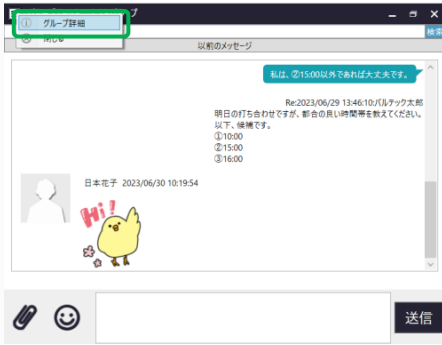 プ
① グループ詳細
検索
以前のメッセージ
私は、②15:00以外であれば大丈夫です。
Re:2023/06/29 13:46:10:パルテック太郎
明日の打ち合わせですが、都合の良い時間帯を教えてください。
以下、候補です。
①10:00
②15:00
③16:00
日本花子 2023/06/30 10:19:54
Hi!
送信